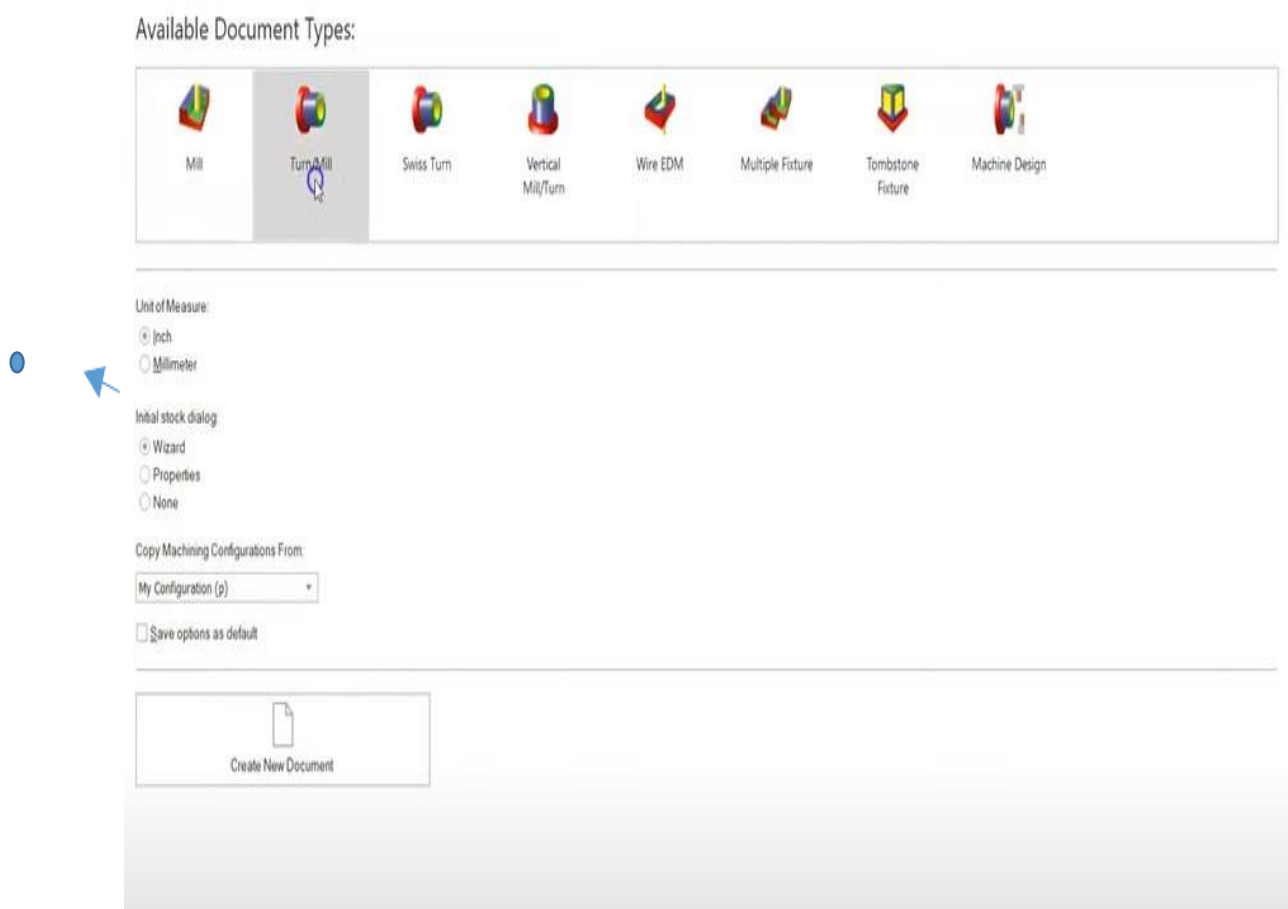 Available Document Types:
Mill
Turn/Mill
Swiss Turn
Vertical
Mill/Turn
Wire EDM
Multiple Fixture
Tombstone
Fixture
Machine Design
Unit of Measure:
Inch
Millimeter
Initial stock dialog
Wizard
Properties
None
Copy Machining Configurations From:
My Configuration (p)
Save options as default
Create New Document